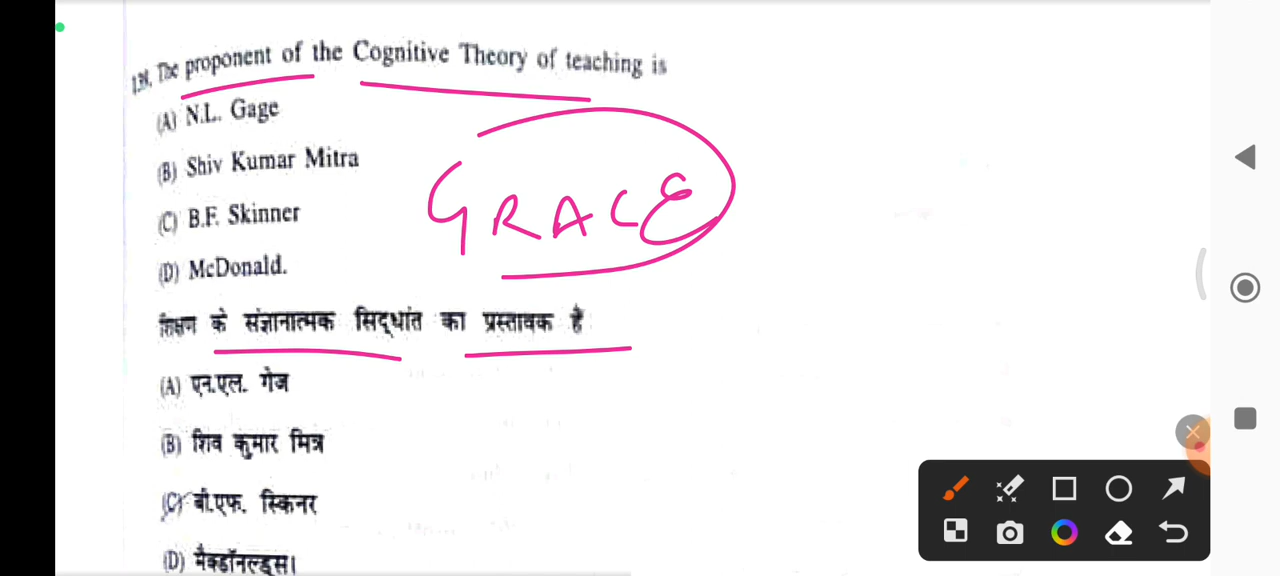 138. The proponent of the Cognitive Theory of teaching is
(A) N.L. Gage
(B) Shiv Kumar Mitra
(C) B.F. Skinner
(D) McDonald.
GRACE
शिक्षण के संज्ञानात्मक सिद्धांत का प्रस्तावक है
(A) एन.एल. गेज
(B) शिव कुमार मित्र
(C) बी.एफ. स्किनर
(D) मैक्डॉनल्ड्स।